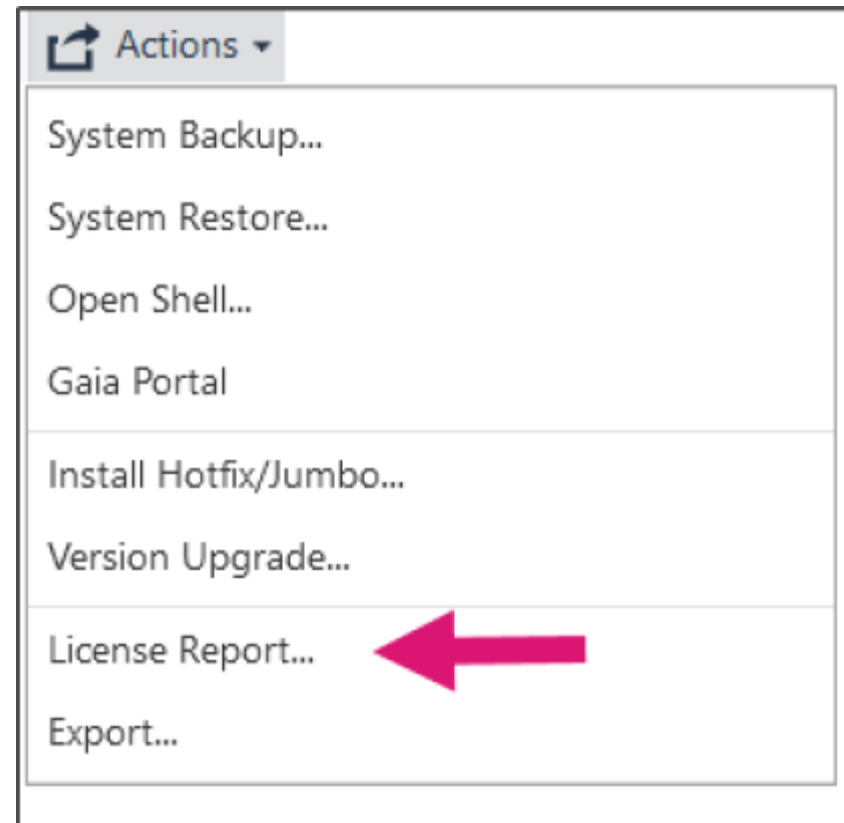 Actions
System Backup...
System Restore...
Open Shell...
Gaia Portal
Install Hotfix/Jumbo...
Version Upgrade...
License Report...
Export...